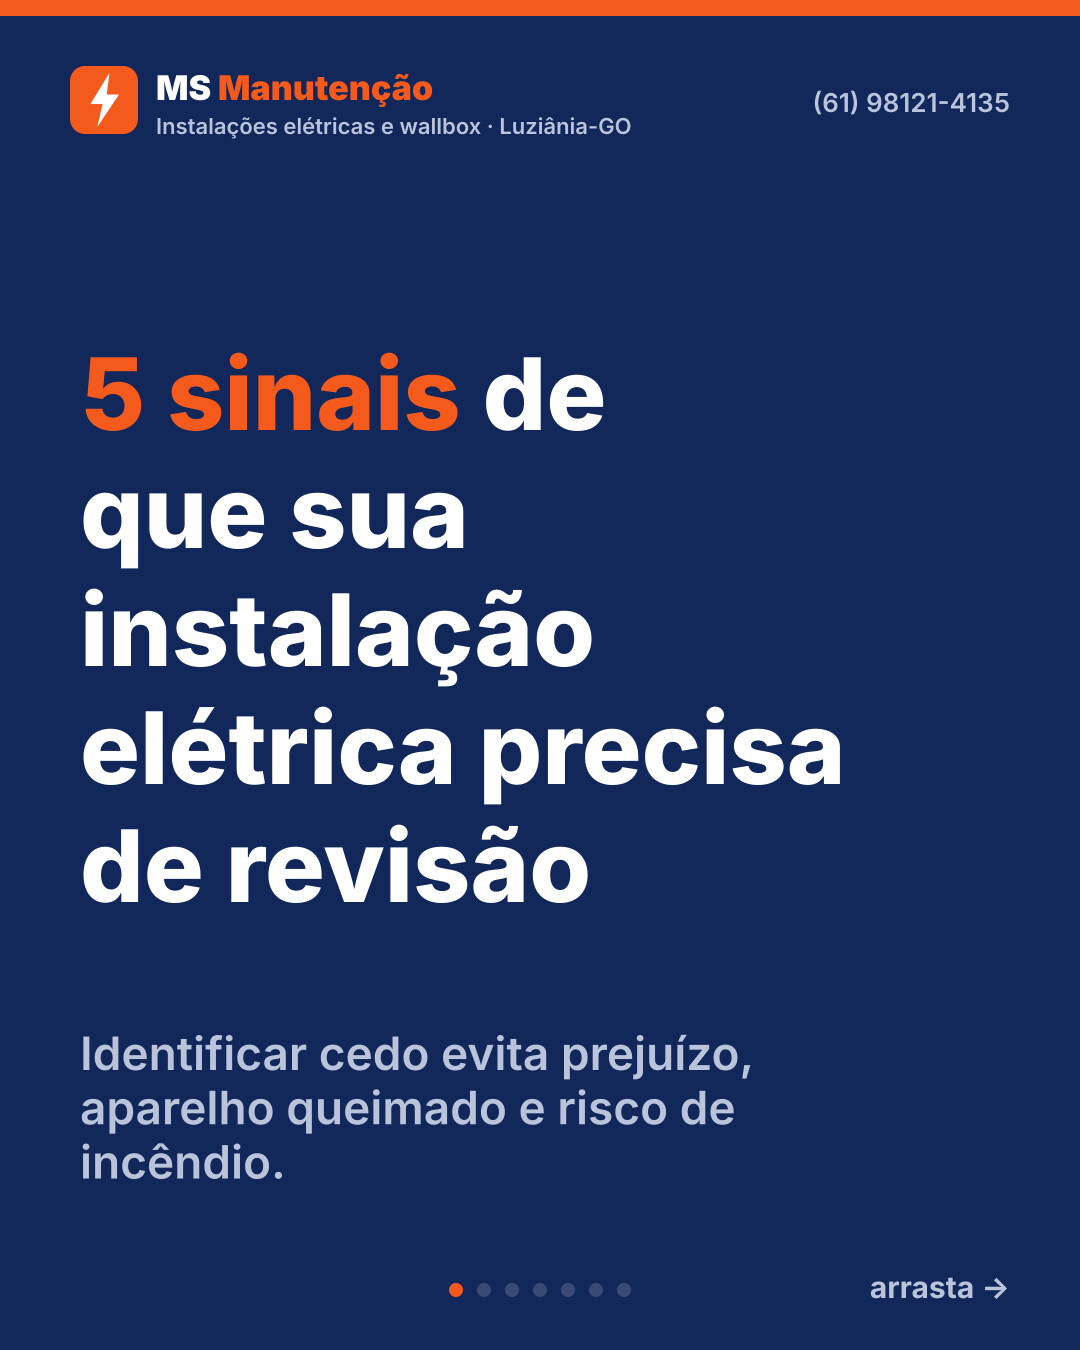 MS Manutenção
Instalações elétricas e wallbox · Luziânia-GO
(61) 98121-4135
5 sinais de
que sua
instalação
elétrica precisa
de revisão
Identificar cedo evita prejuízo,
aparelho queimado e risco de
incêndio.
arrasta →